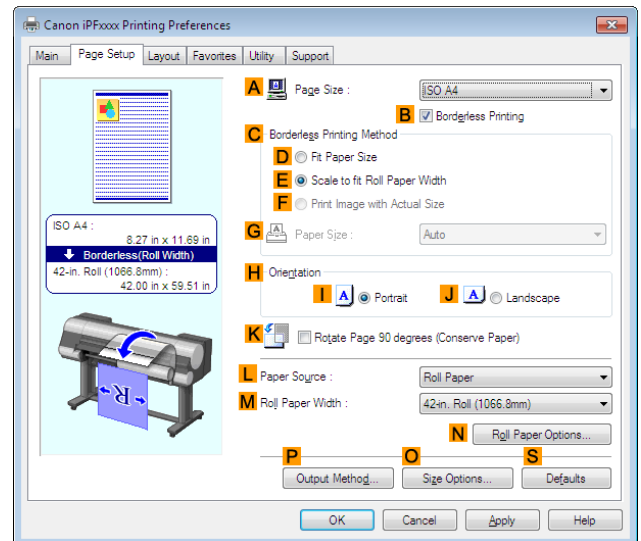 Canon iPFxxxx Printing Preferences
Main Page Setup Layout Favorites Utility Support
A Page Size : ISO A4
B Borderless Printing
C Borderless Printing Method
D Fit Paper Size
E Scale to fit Roll Paper Width
F Print Image with Actual Size
G Paper Size : Auto
ISO A4 :
8.27 in x 11.69 in
Borderless(Roll Width)
42-in. Roll (1066.8mm) :
42.00 in x 59.51 in
H Orientation
I A Portrait J A Landscape
K Rotate Page 90 degrees (Conserve Paper)
R
L Paper Source : Roll Paper
M Roll Paper Width : 42-in. Roll (1066.8mm)
N Roll Paper Options...
P O S
Output Method... Size Options... Defaults
OK Cancel Apply Help